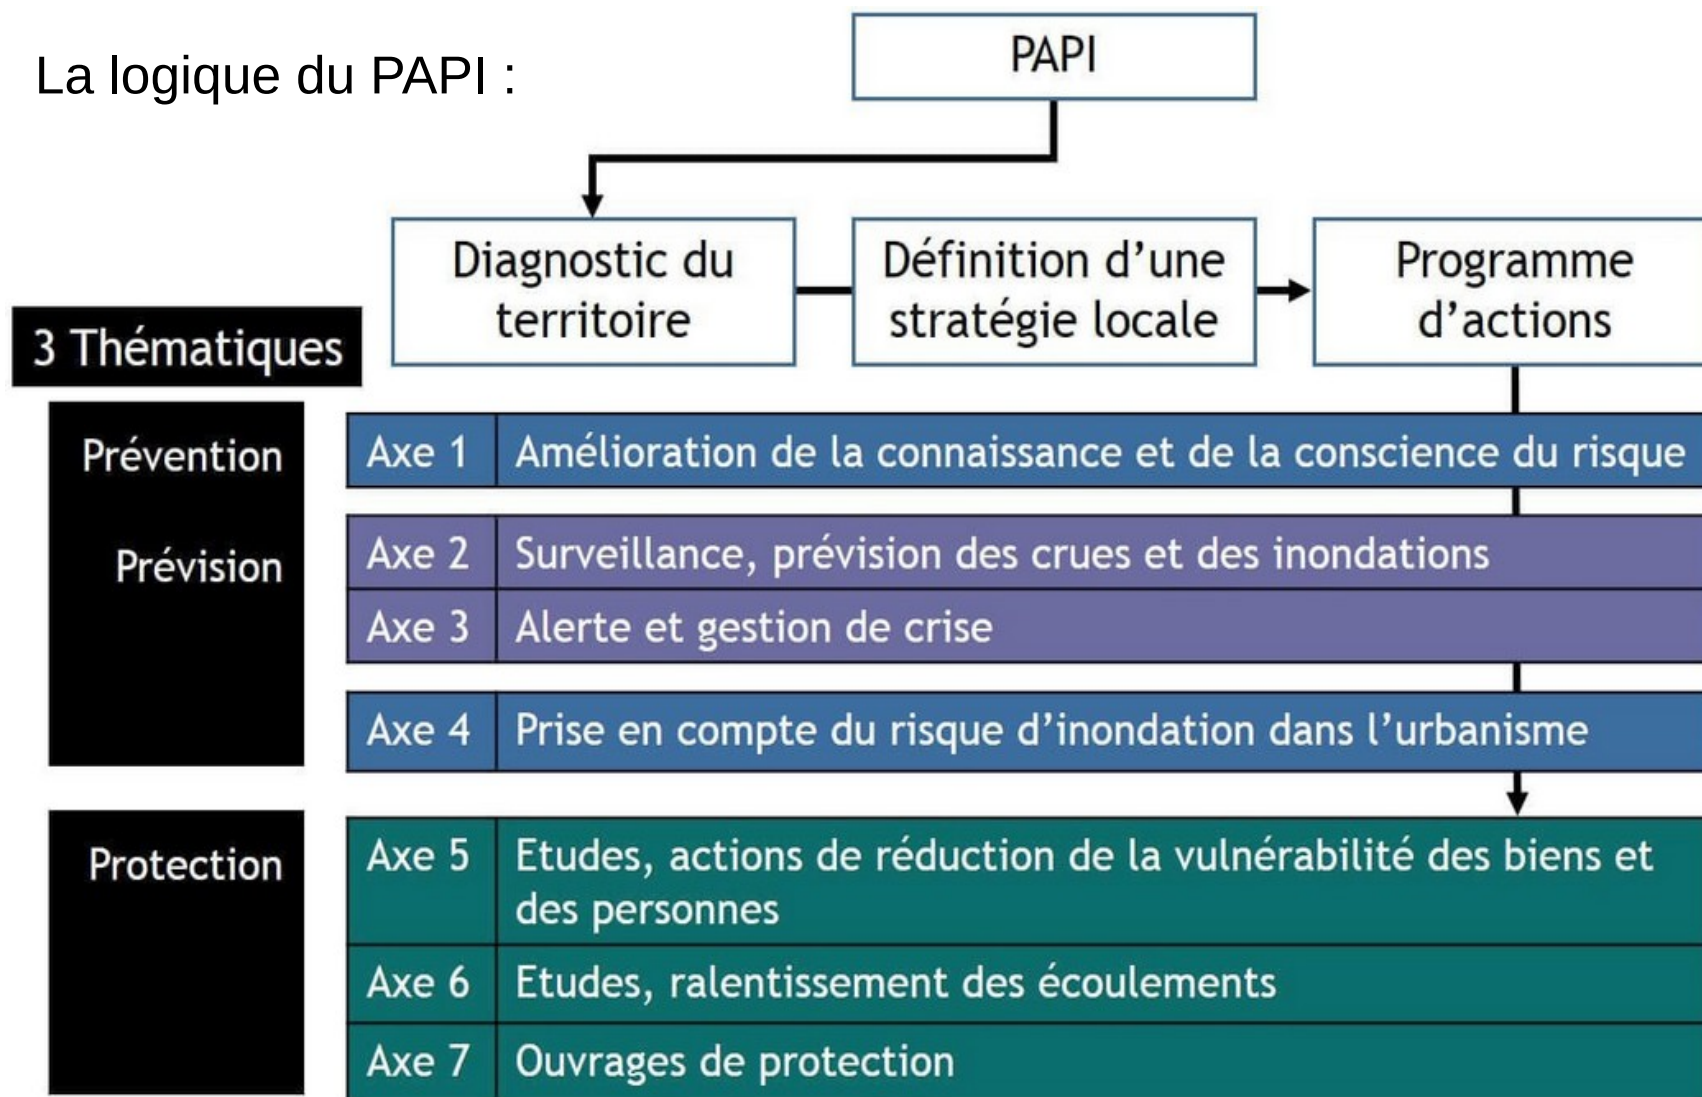 La logique du PAPI :
PAPI
Diagnostic du
territoire
Définition d’une
stratégie locale
Programme
d’actions
3 Thématiques
Prévention
Axe 1 Amélioration de la connaissance et de la conscience du risque
Prévision
Axe 2 Surveillance, prévision des crues et des inondations
Axe 3 Alerte et gestion de crise
Axe 4 Prise en compte du risque d’inondation dans l’urbanisme
Protection
Axe 5 Etudes, actions de réduction de la vulnérabilité des biens et
des personnes
Axe 6 Etudes, ralentissement des écoulements
Axe 7 Ouvrages de protection